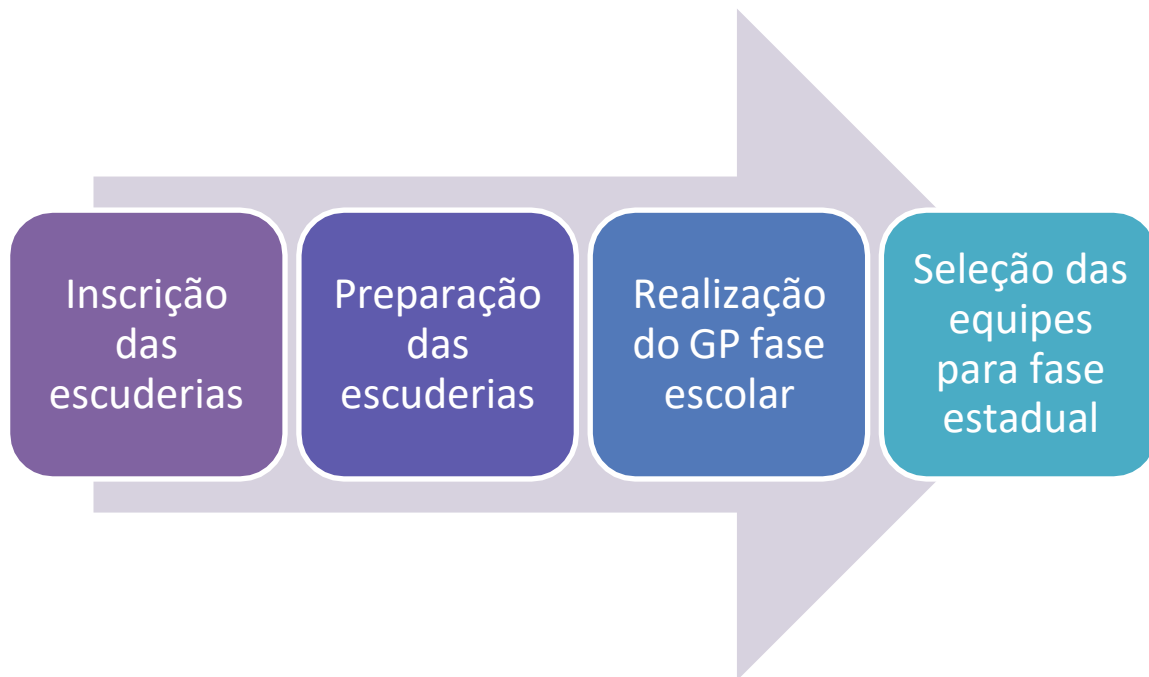 Inscrição
das
escuderias
Preparação
das
escuderias
Realização
do GP fase
escolar
Seleção das
equipes
para fase
estadual